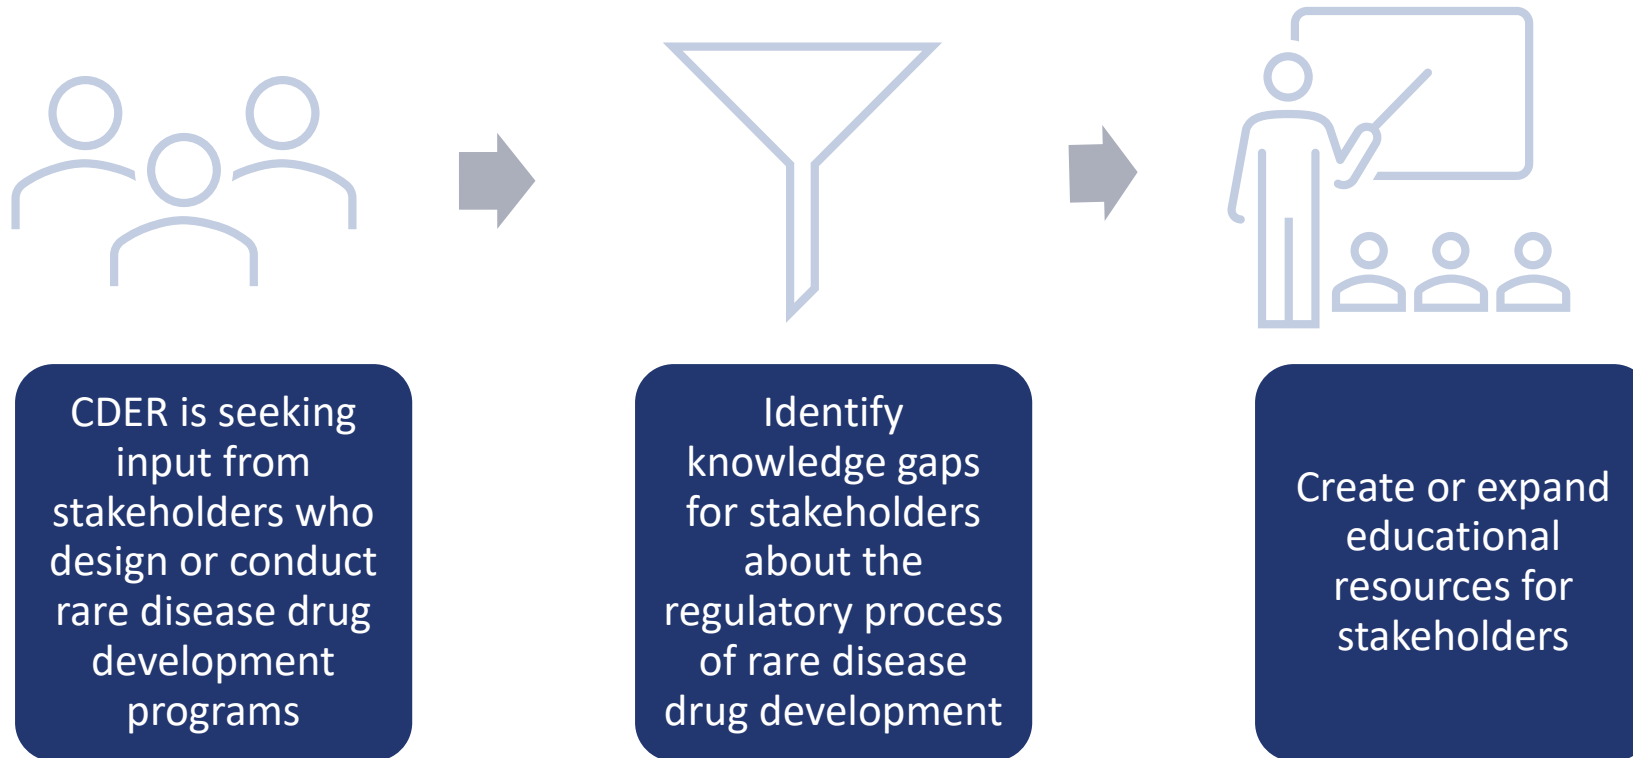 CDER is seeking
input from
stakeholders who
design or conduct
rare disease drug
development
programs
Identify
knowledge gaps
for stakeholders
about the
regulatory process
of rare disease
drug development
Create or expand
educational
resources for
stakeholders